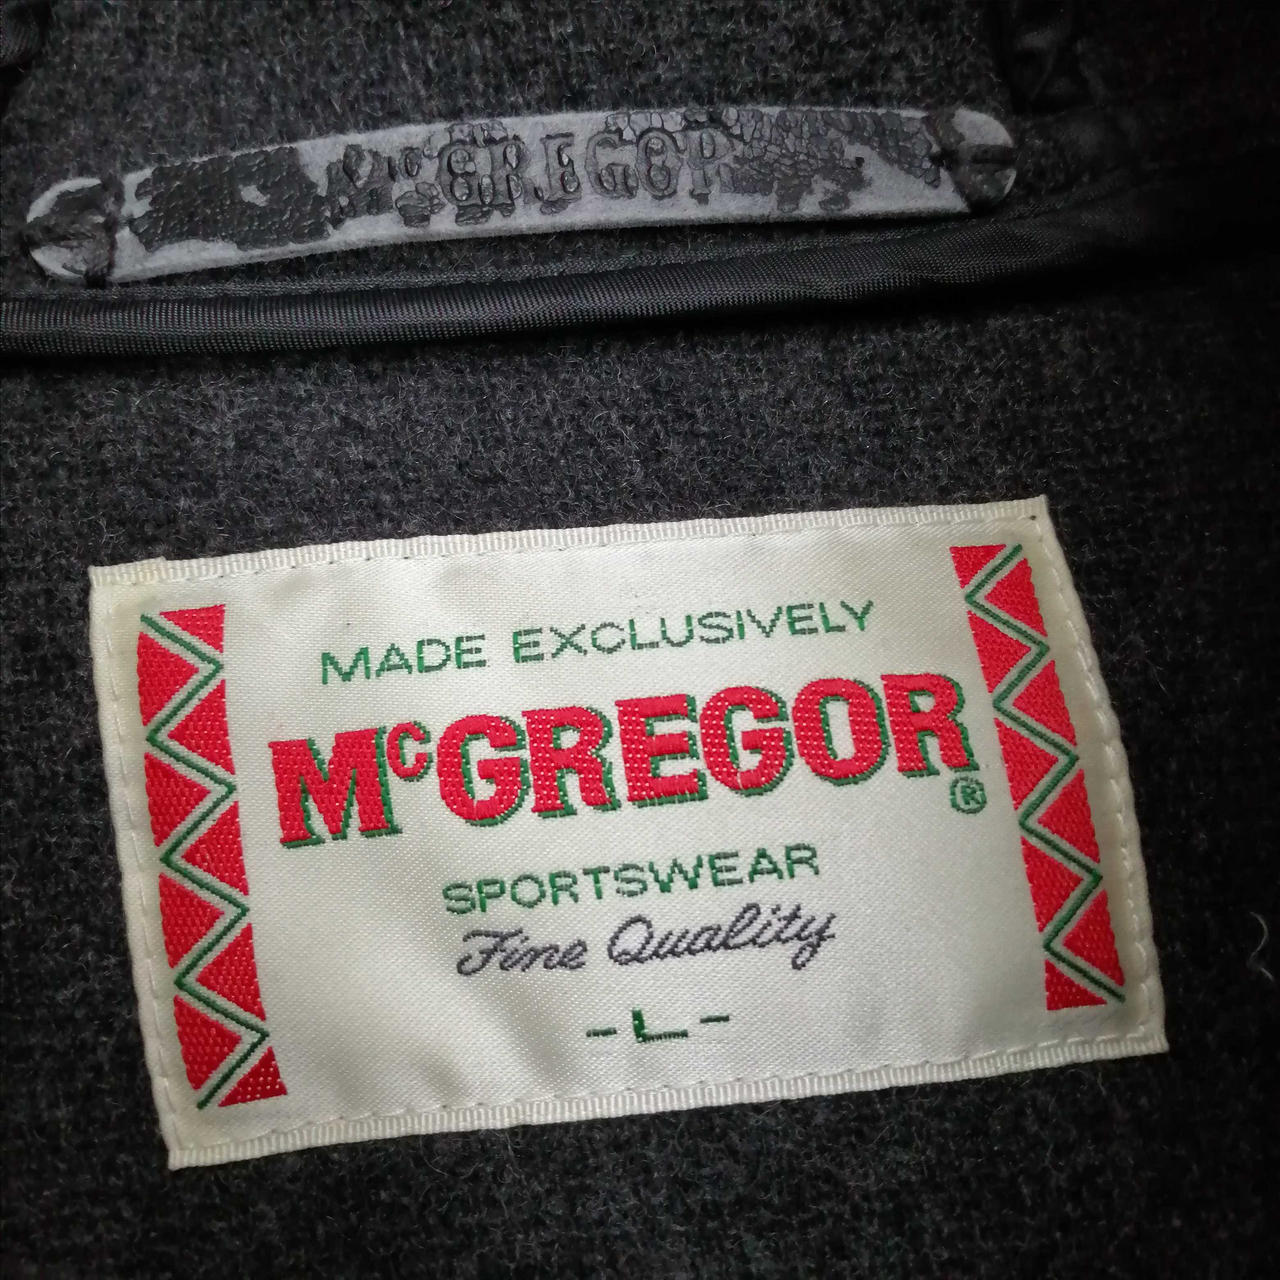 McGREGOR
MADE EXCLUSIVELY
McGREGOR
®
SPORTSWEAR
Fine Quality
-L-